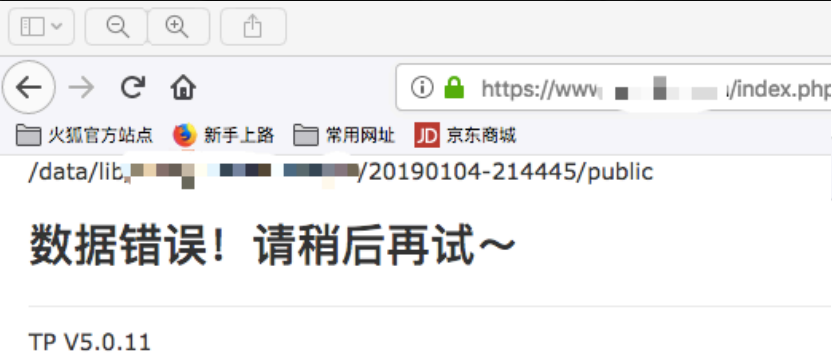 https://www. /index.php
火狐官方站点 新手上路 常用网址 JD 京东商城
/data/lib /20190104-214445/public
数据错误！请稍后再试～
TP V5.0.11